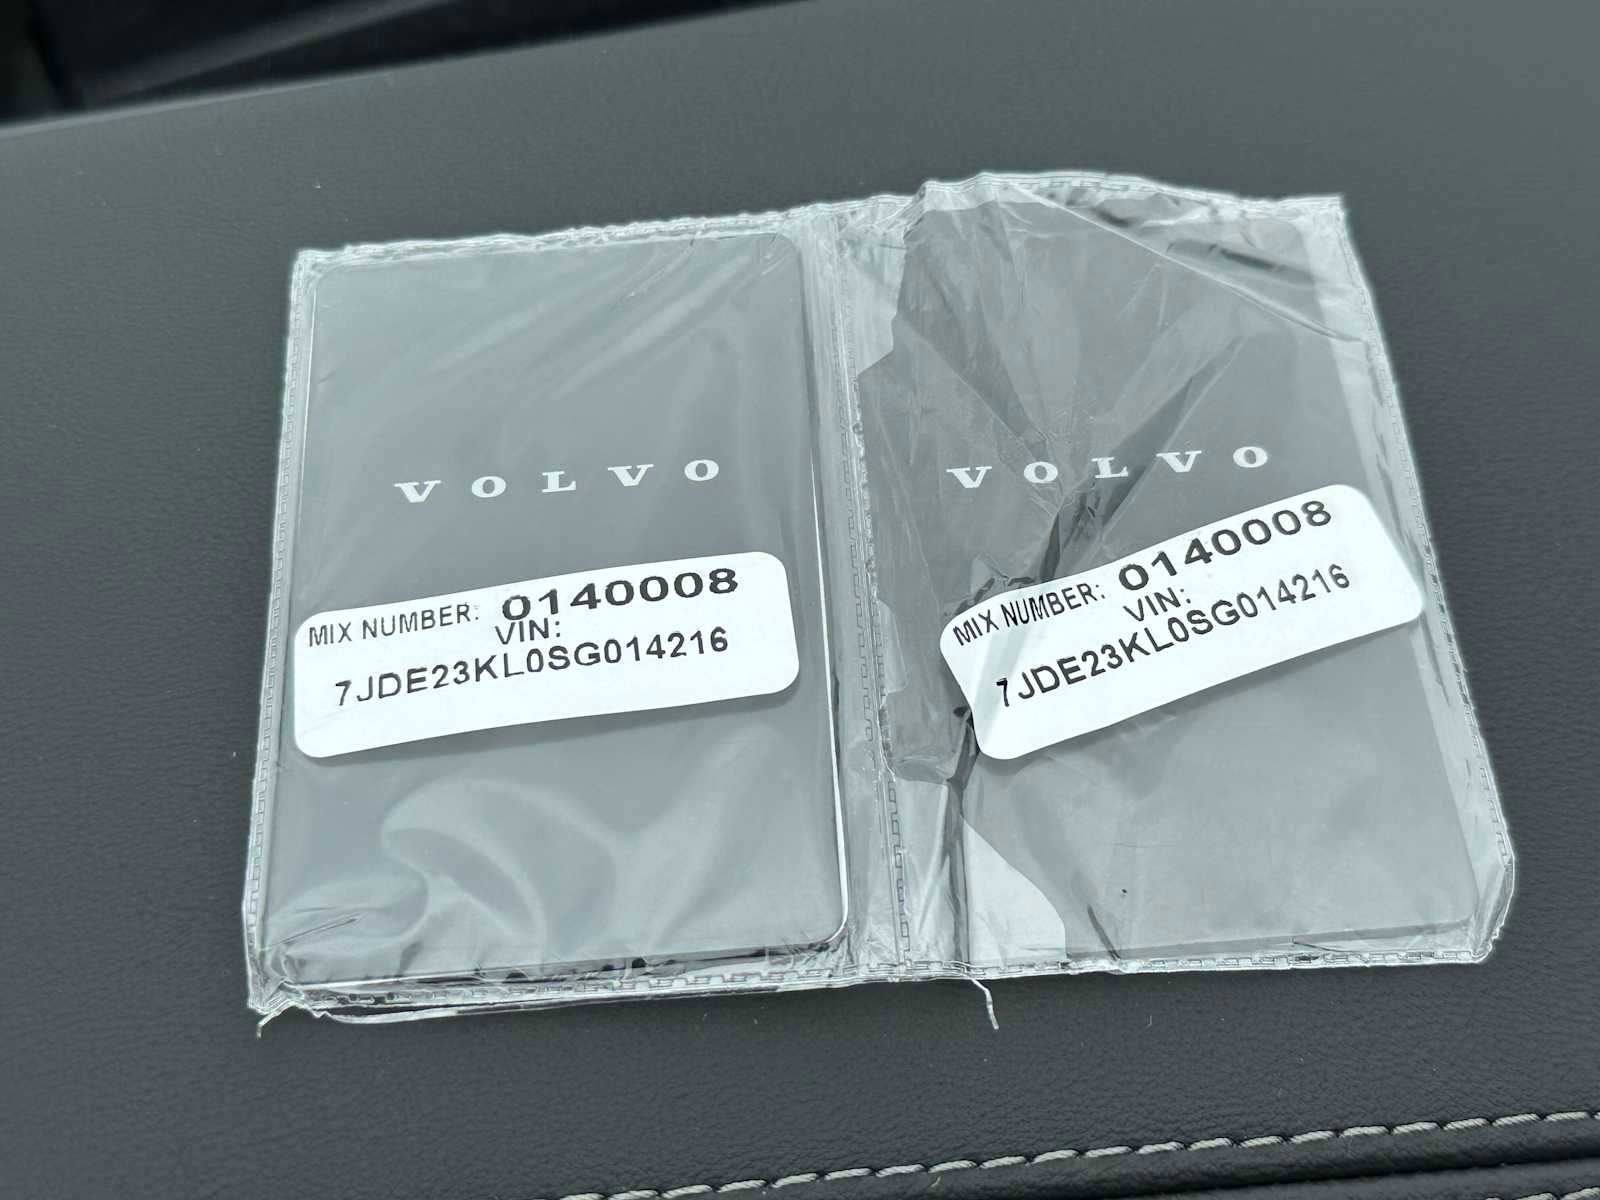 VOLVO
MIX NUMBER: 0140008
VIN:
7JDE23KL0SG014216
VOLVO
MIX NUMBER: 0140008
VIN:
7JDE23KL0SG014216